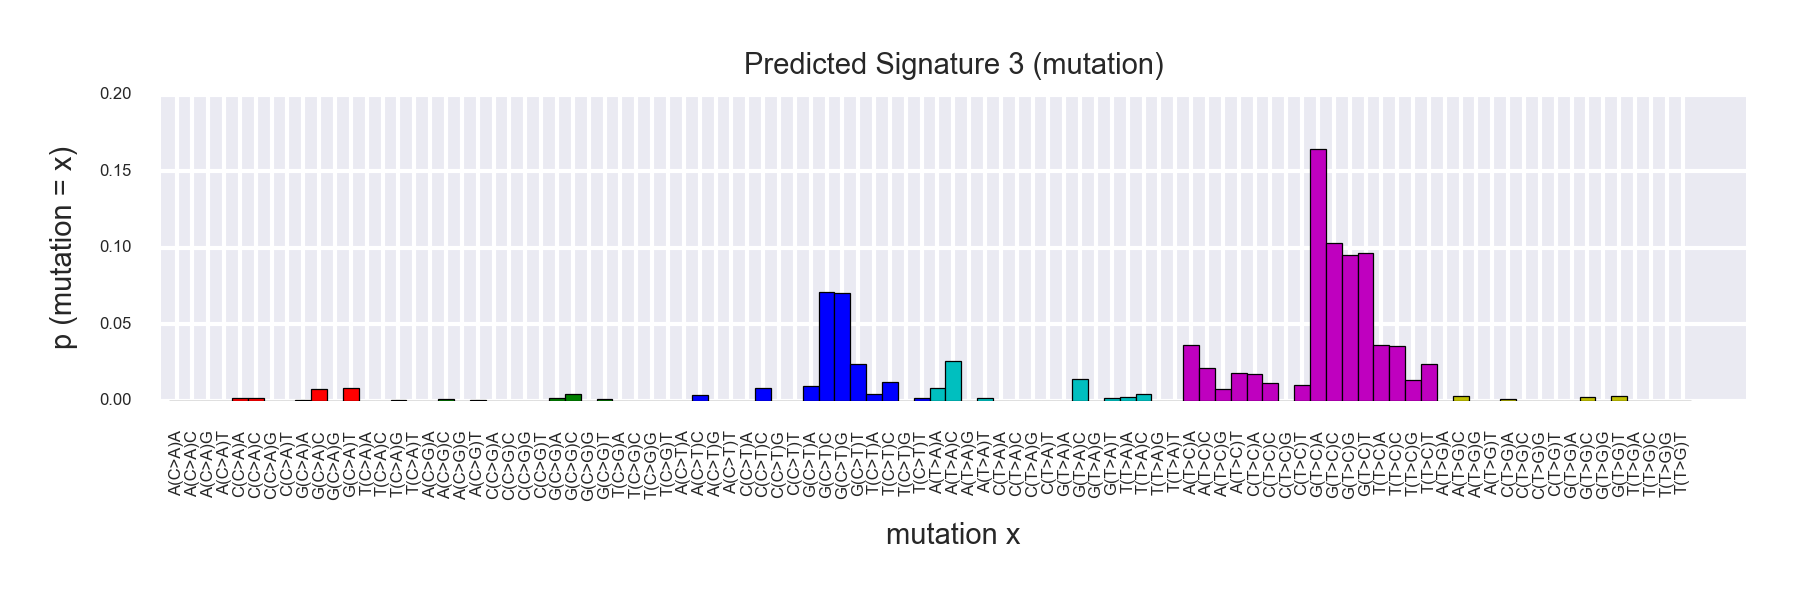 Predicted Signature 3 (mutation)
p (mutation = x)
0.20
0.15
0.10
0.05
0.00
A(C>A)A
A(C>A)C
A(C>A)G
A(C>A)T
C(C>A)A
C(C>A)C
C(C>A)G
C(C>A)T
G(C>A)A
G(C>A)C
G(C>A)G
G(C>A)T
T(C>A)A
T(C>A)C
T(C>A)G
T(C>A)T
A(C>G)A
A(C>G)C
A(C>G)G
A(C>G)T
C(C>G)A
C(C>G)C
C(C>G)G
C(C>G)T
G(C>G)A
G(C>G)C
G(C>G)G
G(C>G)T
T(C>G)A
T(C>G)C
T(C>G)G
T(C>G)T
A(C>T)A
A(C>T)C
A(C>T)G
A(C>T)T
C(C>T)A
C(C>T)C
C(C>T)G
C(C>T)T
G(C>T)A
G(C>T)C
G(C>T)G
G(C>T)T
T(C>T)A
T(C>T)C
T(C>T)G
T(C>T)T
A(T>A)A
A(T>A)C
A(T>A)G
A(T>A)T
C(T>A)A
C(T>A)C
C(T>A)G
C(T>A)T
G(T>A)A
G(T>A)C
G(T>A)G
G(T>A)T
T(T>A)A
T(T>A)C
T(T>A)G
T(T>A)T
A(T>C)A
A(T>C)C
A(T>C)G
A(T>C)T
C(T>C)A
C(T>C)C
C(T>C)G
C(T>C)T
G(T>C)A
G(T>C)C
G(T>C)G
G(T>C)T
T(T>C)A
T(T>C)C
T(T>C)G
T(T>C)T
A(T>G)A
A(T>G)C
A(T>G)G
A(T>G)T
C(T>G)A
C(T>G)C
C(T>G)G
C(T>G)T
G(T>G)A
G(T>G)C
G(T>G)G
G(T>G)T
T(T>G)A
T(T>G)C
T(T>G)G
T(T>G)T
mutation x